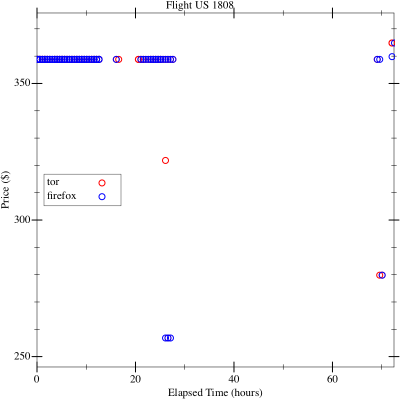 Flight US 1808
350
300
250
Price ($)
tor
firefox
0 20 40 60
Elapsed Time (hours)